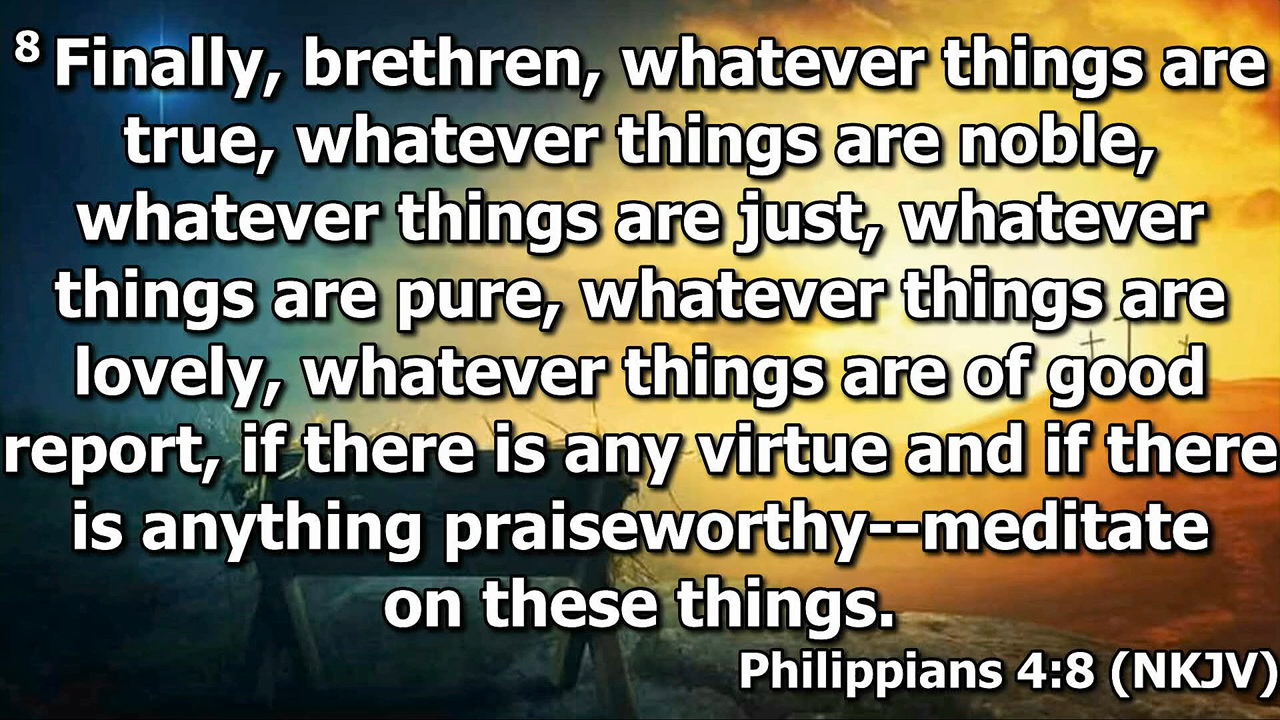 8 Finally, brethren, whatever things are
true, whatever things are noble,
whatever things are just, whatever
things are pure, whatever things are
lovely, whatever things are of good
report, if there is any virtue and if there
is anything praiseworthy--meditate
on these things.
Philippians 4:8 (NKJV)